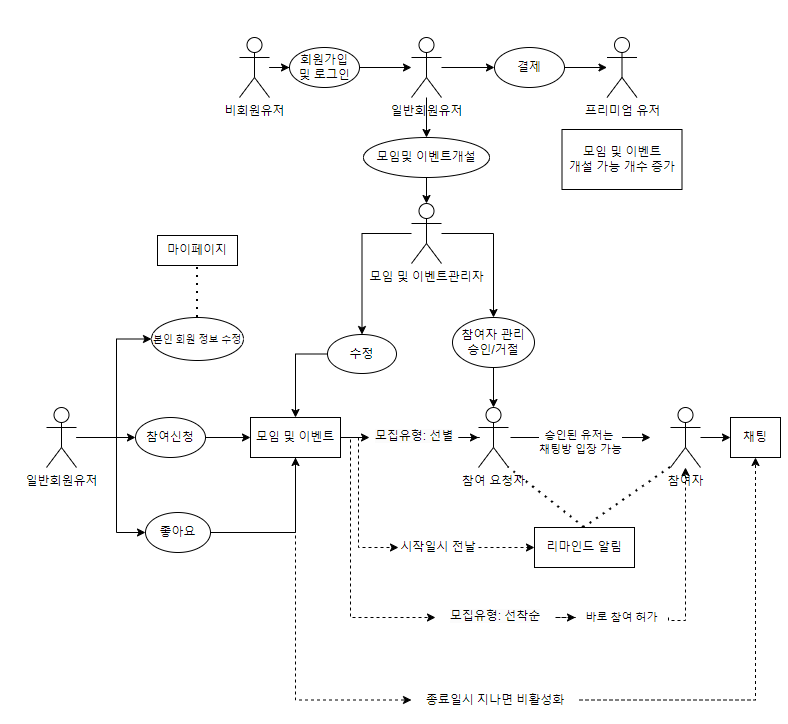 회원가입
및 로그인
결제
비회원유저
일반회원유저
프리미엄 유저
모임및 이벤트개설
모임 및 이벤트
개설 가능 개수 증가
마이페이지
모임 및 이벤트관리자
본인 회원 정보 수정
수정
참여자 관리
승인/거절
참여신청
모임 및 이벤트
모집유형: 선별
승인된 유저는
채팅방 입장 가능
채팅
일반회원유저
참여 요청자
참여자
좋아요
시작일시 전날
리마인드 알림
모집유형: 선착순
바로 참여 허가
종료일시 지나면 비활성화